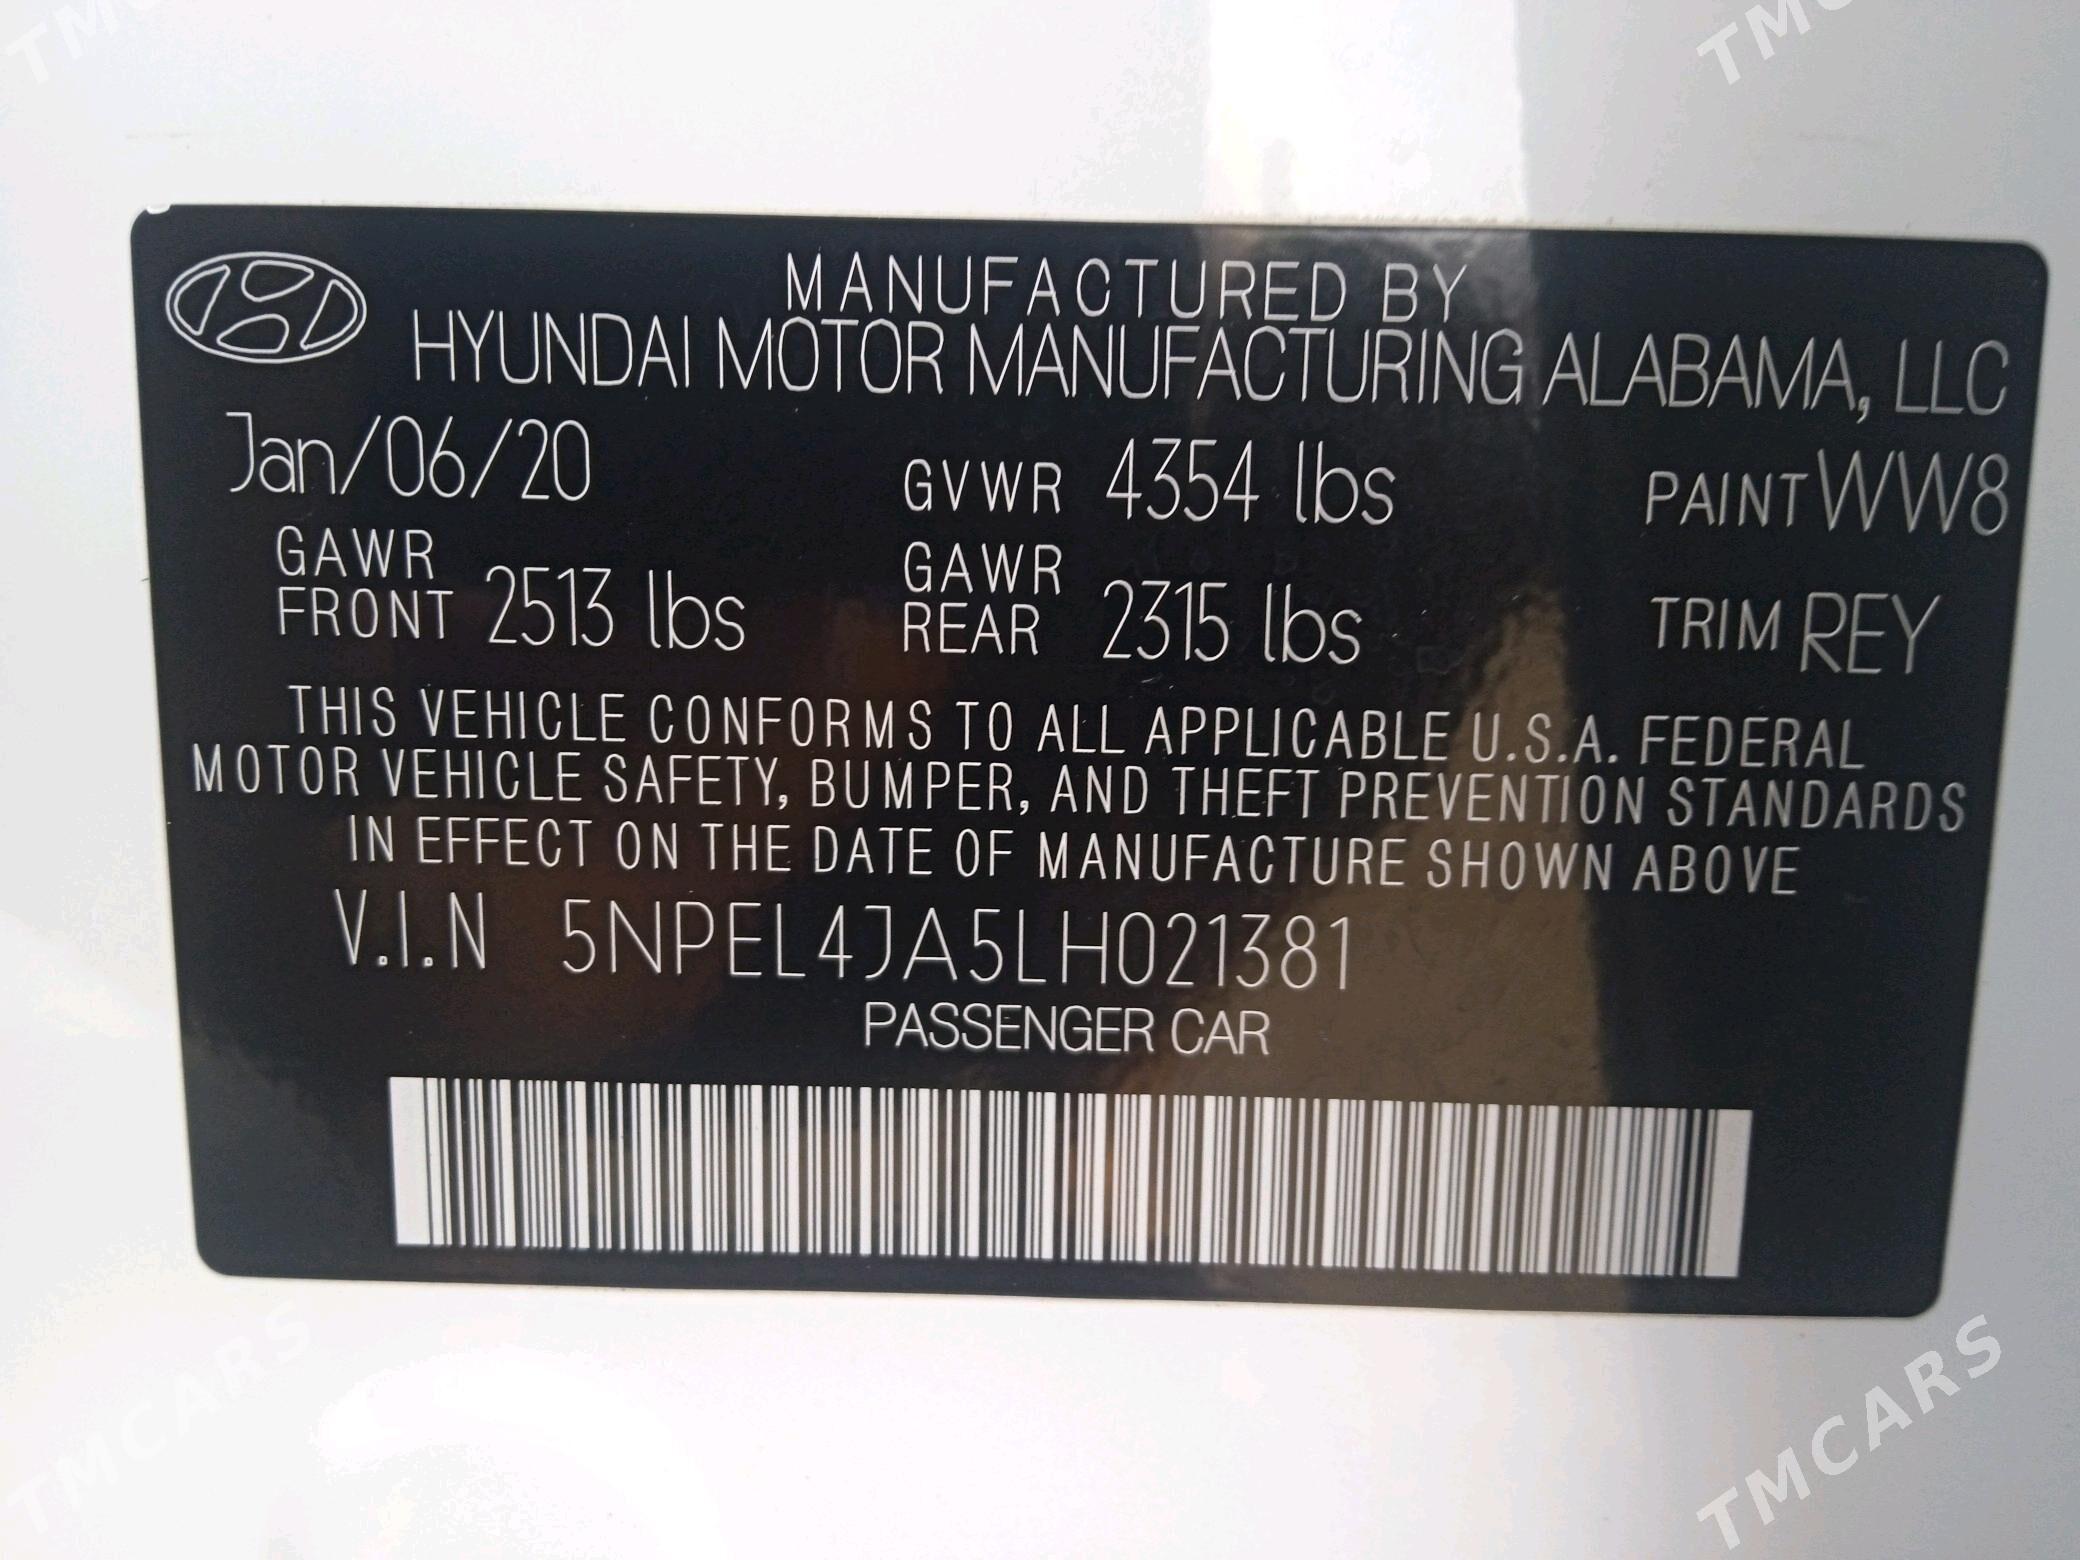 MANUFACTURED BY
HYUNDAI MOTOR MANUFACTURING ALABAMA, LLC
Jan/06/20 GVWR 4354 lbs PAINT WW8
GAWR FRONT 2513 lbs GAWR REAR 2315 lbs TRIM REY
THIS VEHICLE CONFORMS TO ALL APPLICABLE U.S.A. FEDERAL
MOTOR VEHICLE SAFETY, BUMPER, AND THEFT PREVENTION STANDARDS
IN EFFECT ON THE DATE OF MANUFACTURE SHOWN ABOVE
V.I.N 5NPEL4JA5LH021381
PASSENGER CAR
TMCARS
TMCARS